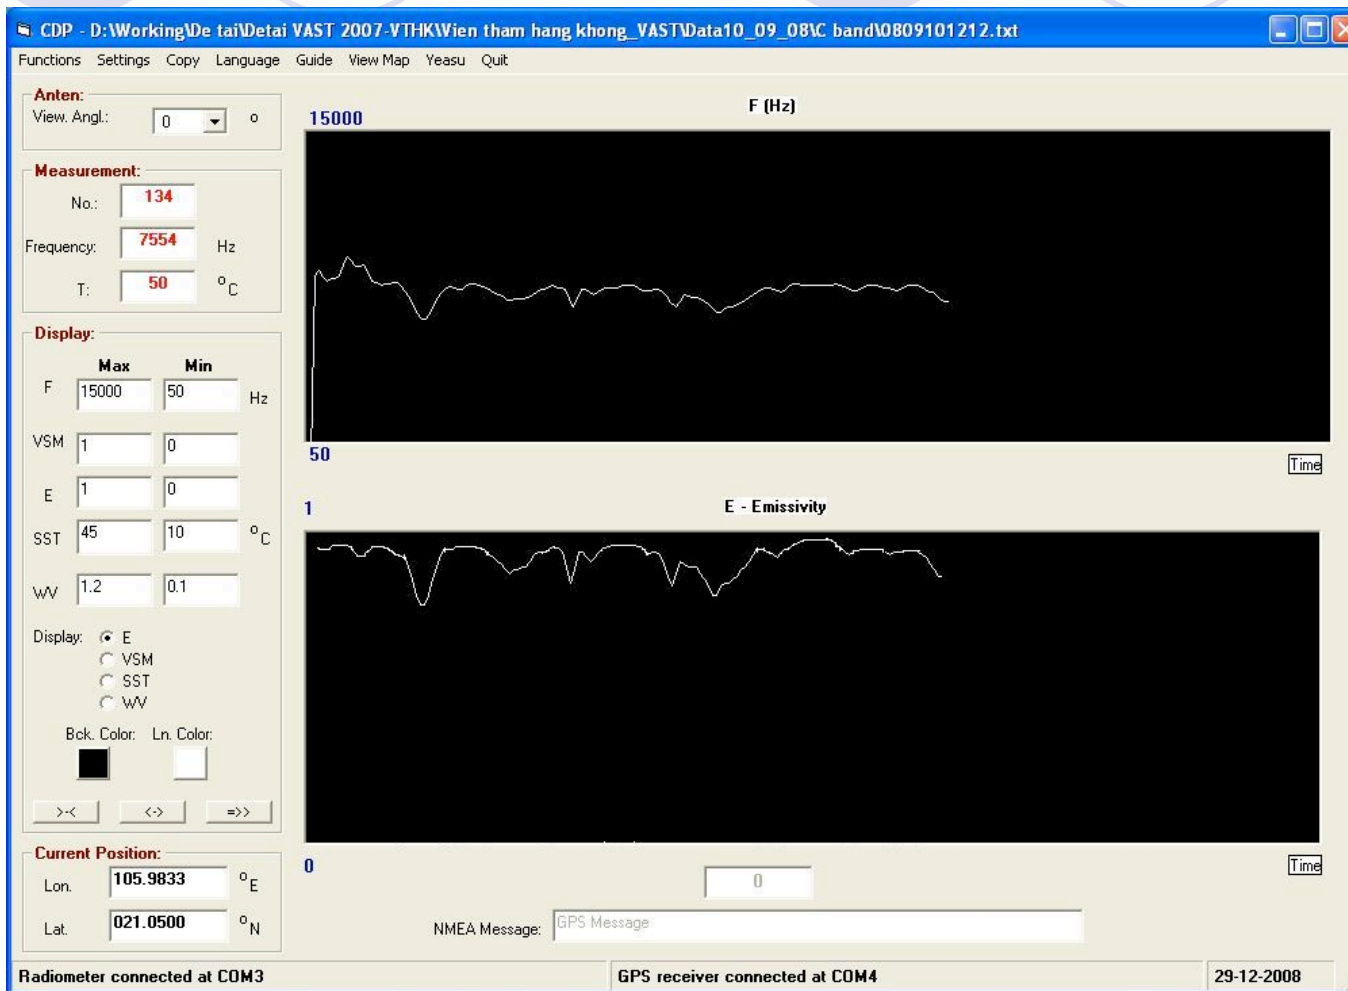 CDP - D:\Working\De tai\Detai VAST 2007-VTHK\Vien tham hang khong_VAST\Data10_09_08\C band\0809101212.txt
Functions Settings Copy Language Guide View Map Yeasu Quit
Anten:
View. Angl.: 0 o
Measurement:
No.: 134
Frequency: 7554 Hz
T: 50 °C
Display:
Max Min
F 15000 50 Hz
VSM 1 0
E 1 0
SST 45 10 °C
WV 1.2 0.1
Display: E
VSM
SST
WV
Bck. Color: Ln. Color:
>-< <-> =>>
Current Position:
Lon. 105.9833 °E
Lat. 021.0500 °N
F (Hz)
15000
50
Time
E - Emissivity
1
0
Time
0
NMEA Message: GPS Message
Radiometer connected at COM3 GPS receiver connected at COM4 29-12-2008